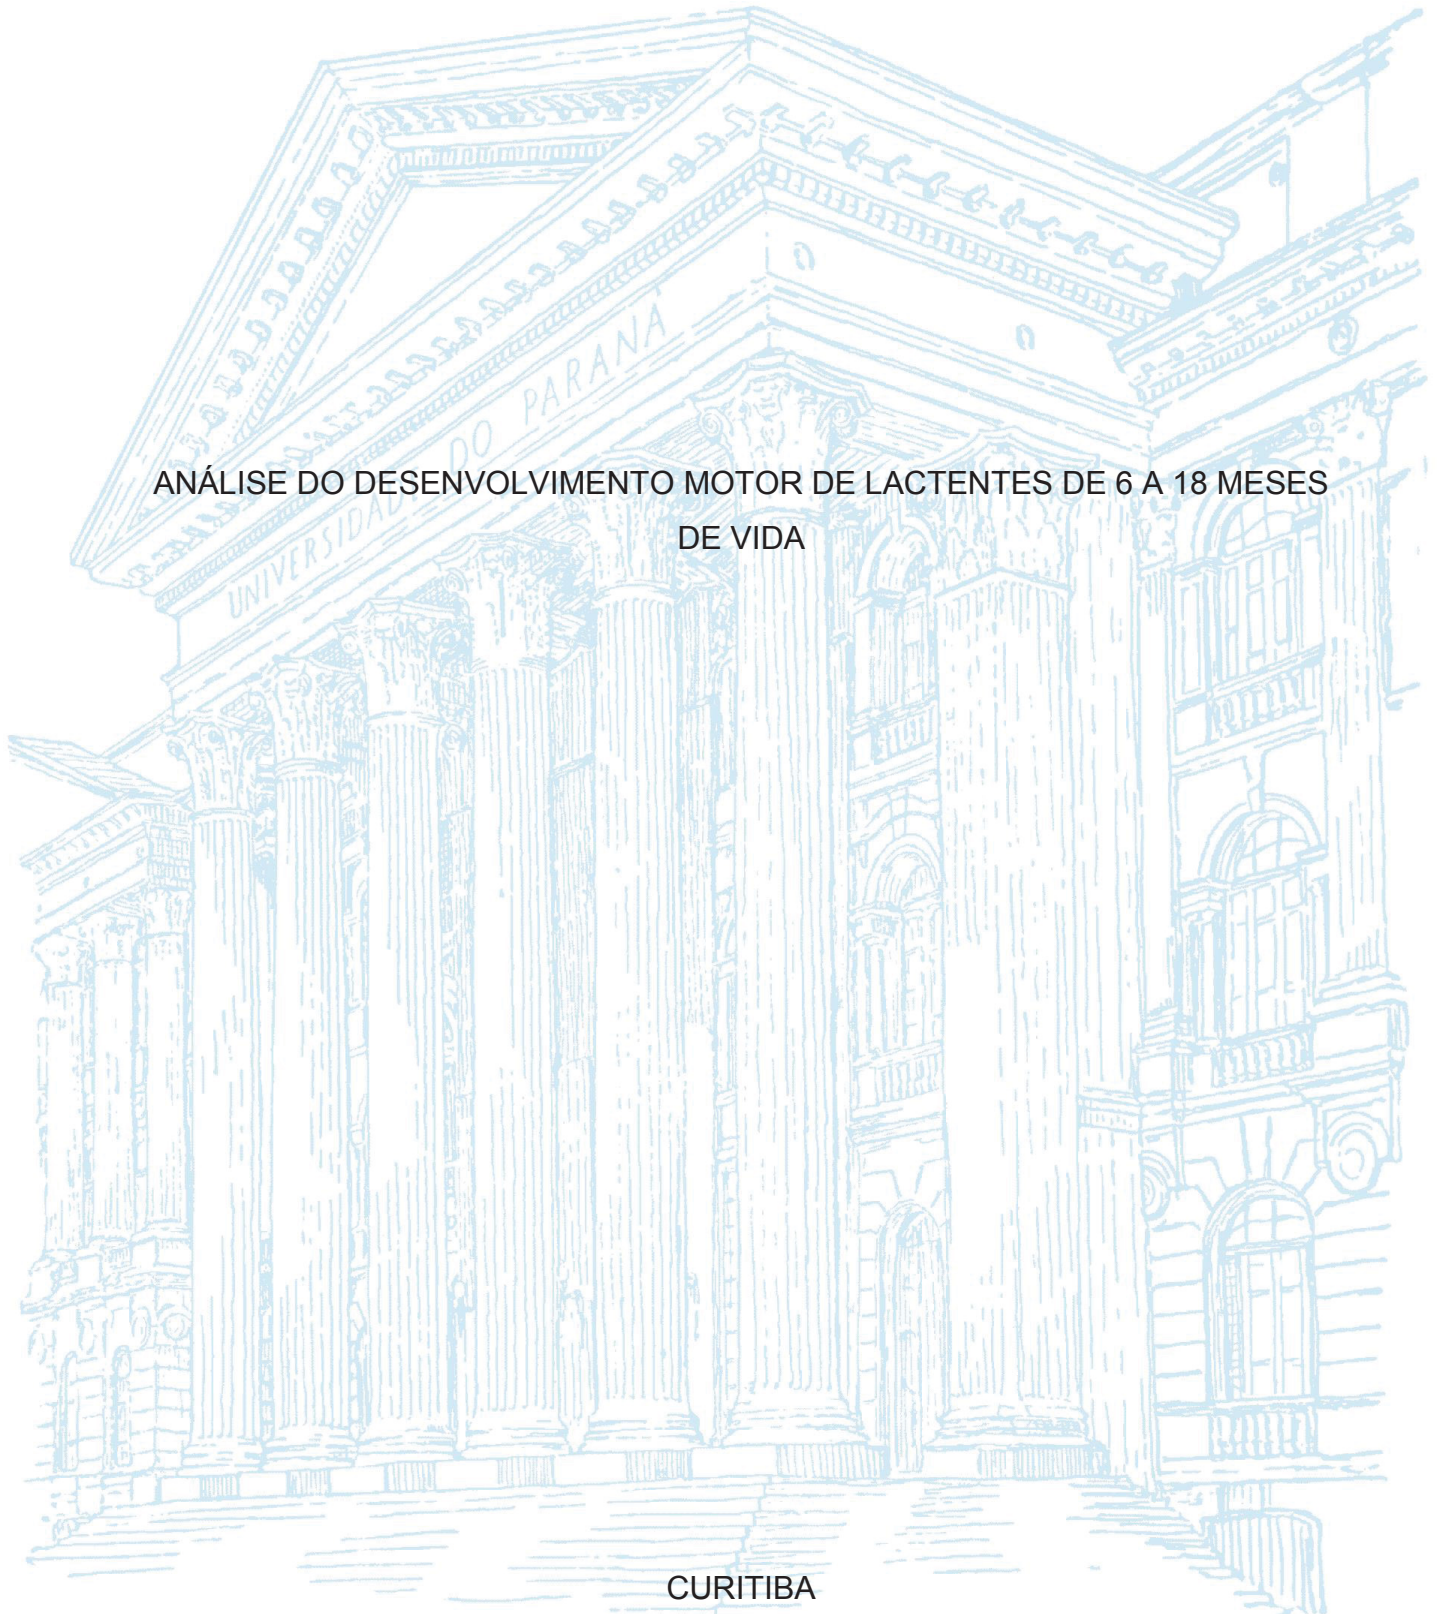 UNIVERSIDADE DO PARANÁ
ANÁLISE DO DESENVOLVIMENTO MOTOR DE LACTENTES DE 6 A 18 MESES
DE VIDA
CURITIBA